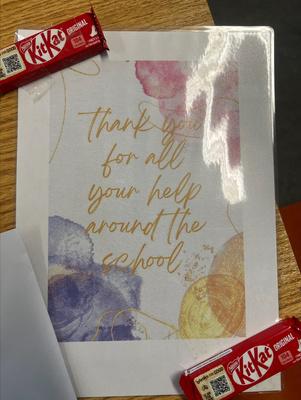 KitKat ORIGINAL
Thank you
for all
your help
around the
school
KitKat ORIGINAL